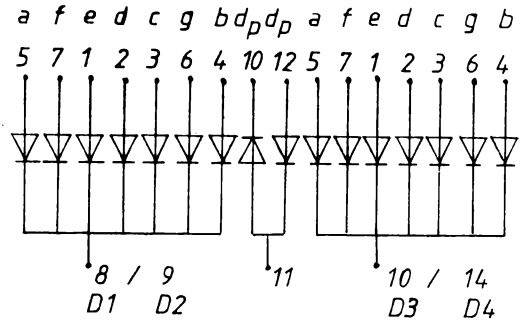 a f e d c g b dp dp a f e d c g b
5 7 1 2 3 6 4 10 12 5 7 1 2 3 6 4
8 / 9 11 10 / 14
D1 D2 D3 D4